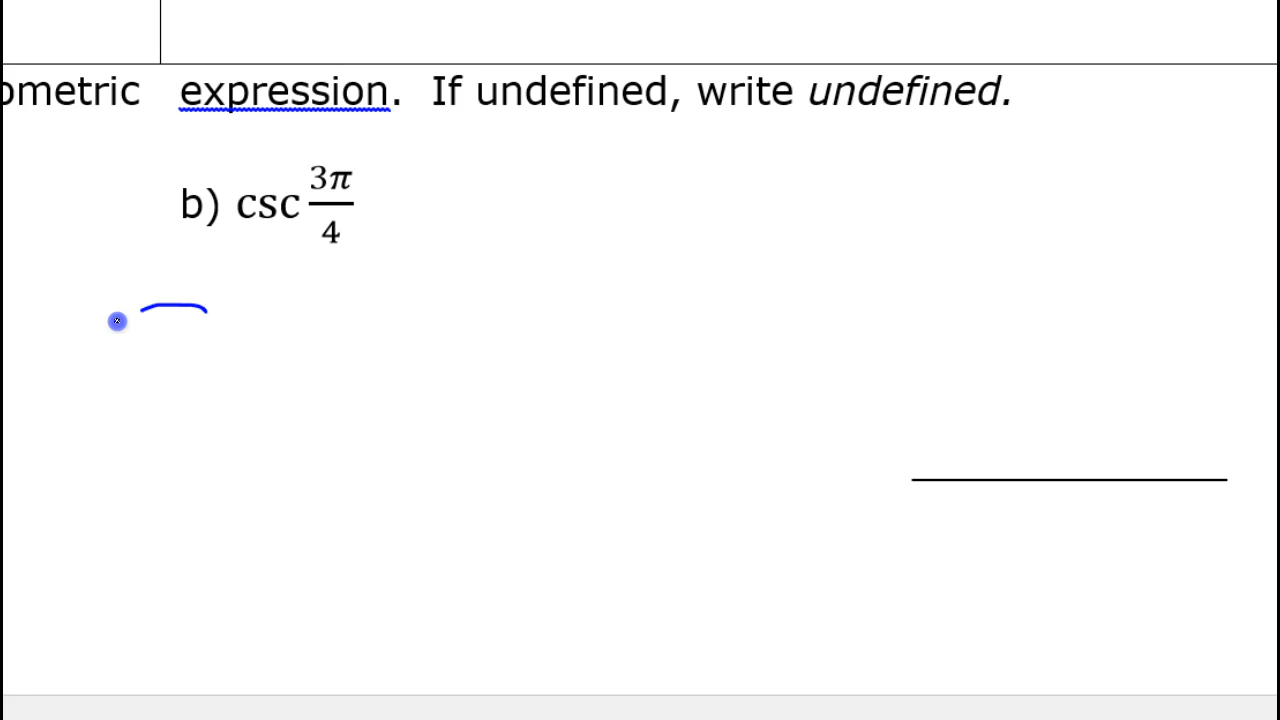 ometric expression. If undefined, write undefined.
b) csc 3π/4